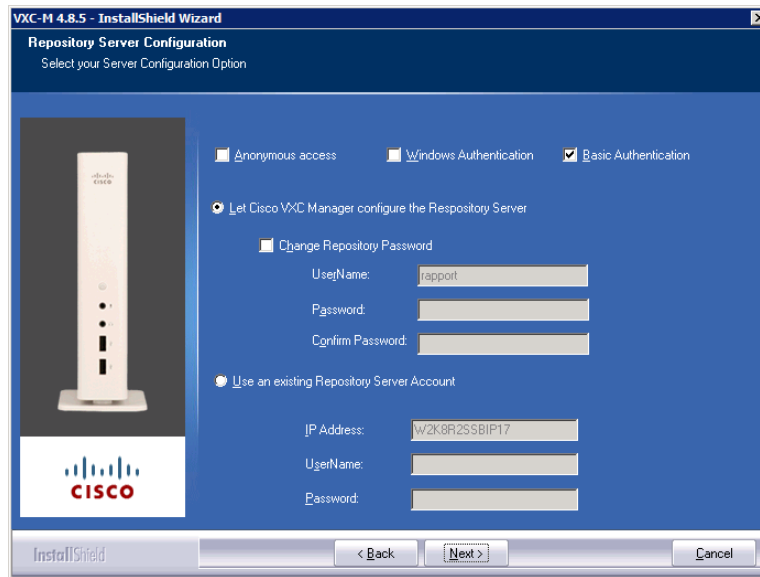 VXC-M 4.8.5 - InstallShield Wizard
Repository Server Configuration
Select your Server Configuration Option
Anonymous access Windows Authentication Basic Authentication
Let Cisco VXC Manager configure the Respository Server
Change Repository Password
UserName: rapport
Password:
Confirm Password:
Use an existing Repository Server Account
IP Address: W2K8R2SSBIP17
UserName:
Password:
CISCO
CISCO
InstallShield < Back Next > Cancel